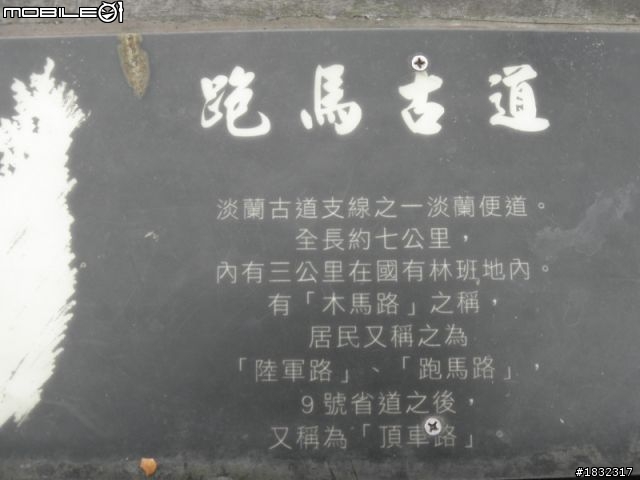 MOBILE01
跑馬古道
淡蘭古道支線之一淡蘭便道。
全長約七公里，
內有三公里在國有林班地內。
有「木馬路」之稱，
居民又稱之為
「陸軍路」、「跑馬路」，
9號省道之後，
又稱為「頂車路」。
#1832317